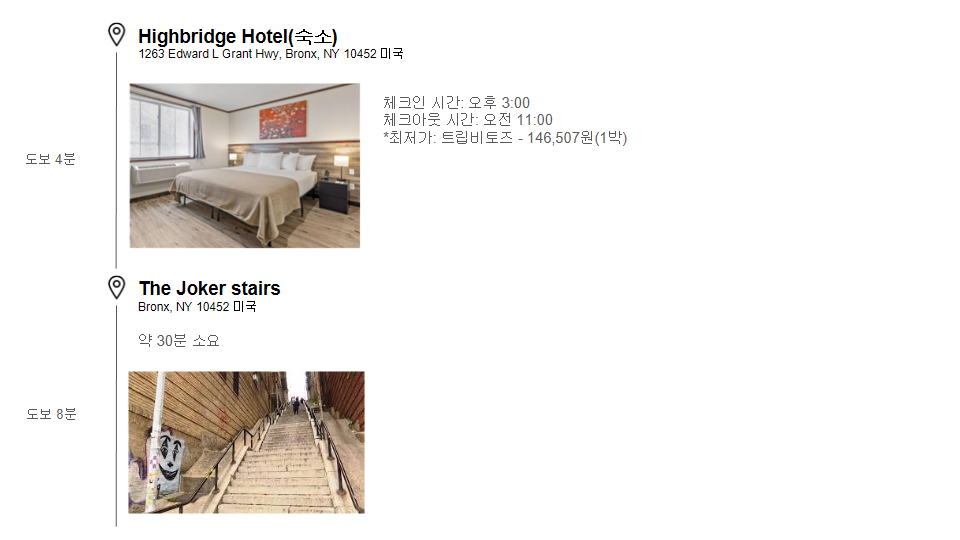 Highbridge Hotel(숙소)
1263 Edward L Grant Hwy, Bronx, NY 10452 미국
체크인 시간: 오후 3:00
체크아웃 시간: 오전 11:00
*최저가: 트립비토즈 - 146,507원(1박)
도보 4분
The Joker stairs
Bronx, NY 10452 미국
약 30분 소요
도보 8분